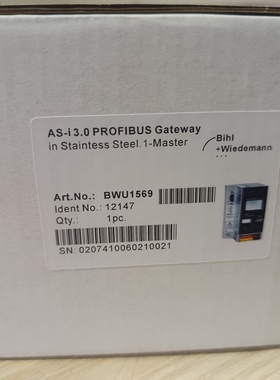 AS-i 3.0 PROFIBUS Gateway
in Stainless Steel.1-Master
Bihl
+Wiedemann
Art.No.: BWU1569
Ident No.: 12147
Qty.: 1pc.
SN: 0207410060210021